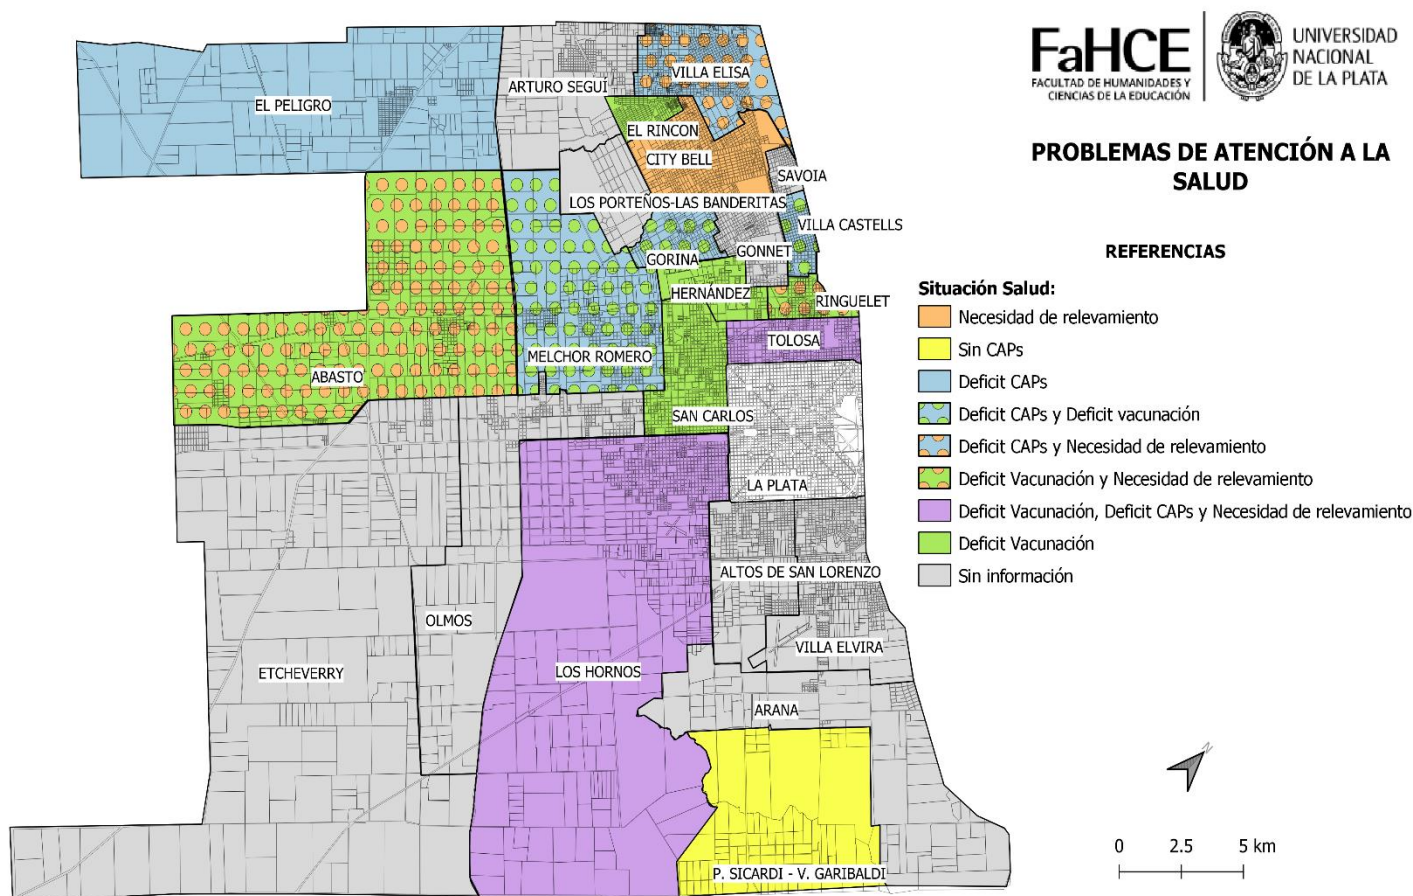 FaHCE
FACULTAD DE HUMANIDADES Y
CIENCIAS DE LA EDUCACIÓN
UNIVERSIDAD
NACIONAL
DE LA PLATA
PROBLEMAS DE ATENCIÓN A LA
SALUD
REFERENCIAS
Situación Salud:
Necesidad de relevamiento
Sin CAPs
Deficit CAPs
Deficit CAPs y Deficit vacunación
Deficit CAPs y Necesidad de relevamiento
Deficit Vacunación y Necesidad de relevamiento
Deficit Vacunación, Deficit CAPs y Necesidad de relevamiento
Deficit Vacunación
Sin información
VILLA ELISA
ARTURO SEGUÍ
EL PELIGRO
EL RINCON
CITY BELL
SAVOIA
LOS PORTEÑOS-LAS BANDERITAS
VILLA CASTELLS
GONNET
GORINA
HERNÁNDEZ
RINGUELET
TOLOSA
MELCHOR ROMERO
ABASTO
SAN CARLOS
LA PLATA
ALTOS DE SAN LORENZO
OLMOS
VILLA ELVIRA
ETCHEVERRY
LOS HORNOS
ARANA
P. SICARDI - V. GARIBALDI
N
0 2.5 5 km